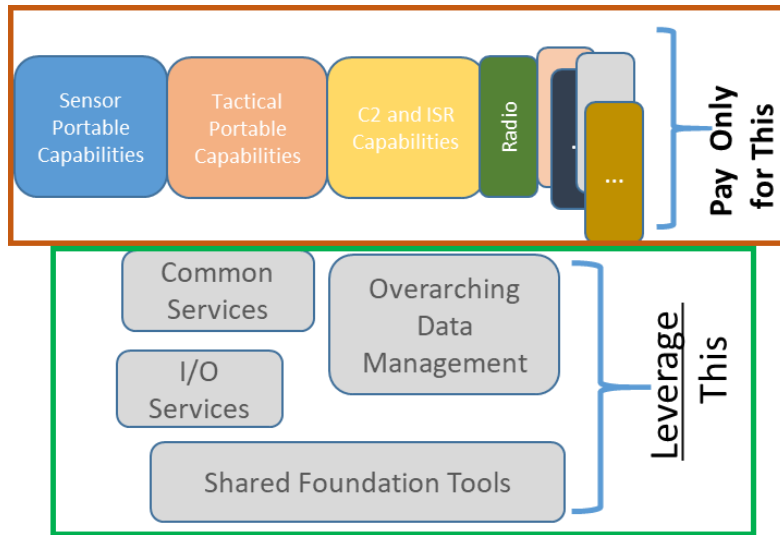 Sensor
Portable
Capabilities
Tactical
Portable
Capabilities
C2 and ISR
Capabilities
Radio
.
...
Pay Only
for This
Common
Services
Overarching
Data
Management
I/O
Services
Shared Foundation Tools
Leverage
This